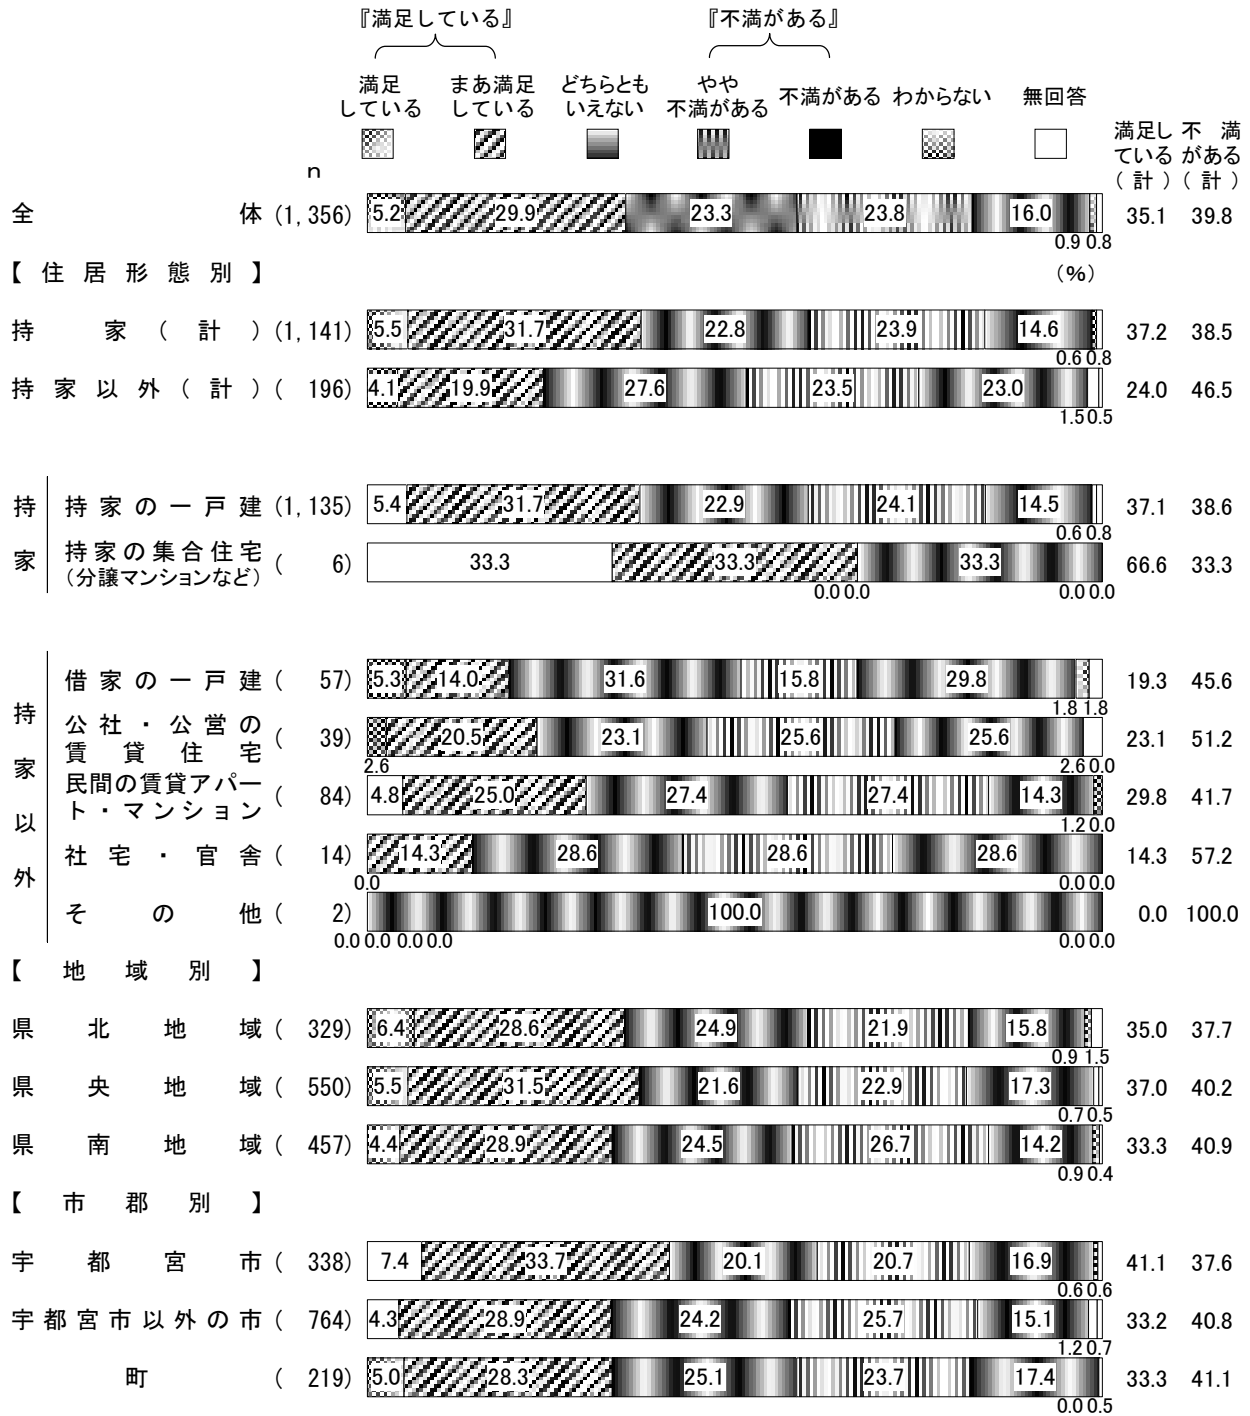 『満足している』 『不満がある』
満足 まあ満足 どちらとも やや 不満がある わからない 無回答
している している いえない 不満がある
満足し 不 満
ている がある
n （計） （計）
全体 (1,356) 5.2 29.9 23.3 23.8 16.0 35.1 39.8
0.9 0.8
【住居形態別】 （％）
持家（計） (1,141) 5.5 31.7 22.8 23.9 14.6 37.2 38.5
0.6 0.8
持家以外（計） ( 196) 4.1 19.9 27.6 23.5 23.0 24.0 46.5
1.5 0.5
持家
持家の一戸建 (1,135) 5.4 31.7 22.9 24.1 14.5 37.1 38.6
0.6 0.8
持家の集合住宅
（分譲マンションなど） ( 6) 33.3 33.3 33.3 66.6 33.3
0.0 0.0 0.0 0.0
持家以外
借家の一戸建 ( 57) 5.3 14.0 31.6 15.8 29.8 19.3 45.6
1.8 1.8
公社・公営の
賃貸住宅 ( 39) 20.5 23.1 25.6 25.6 23.1 51.2
2.6 2.6 0.0
民間の賃貸アパー
ト・マンション ( 84) 4.8 25.0 27.4 27.4 14.3 29.8 41.7
1.2 0.0
社宅・官舎 ( 14) 14.3 28.6 28.6 28.6 14.3 57.2
0.0 0.0 0.0
その他 ( 2) 100.0 0.0 100.0
0.0 0.0 0.0 0.0 0.0 0.0
【地域別】
県北地域 ( 329) 6.4 28.6 24.9 21.9 15.8 35.0 37.7
0.9 1.5
県央地域 ( 550) 5.5 31.5 21.6 22.9 17.3 37.0 40.2
0.7 0.5
県南地域 ( 457) 4.4 28.9 24.5 26.7 14.2 33.3 40.9
0.9 0.4
【市郡別】
宇都宮市 ( 338) 7.4 33.7 20.1 20.7 16.9 41.1 37.6
0.6 0.6
宇都宮市以外の市 ( 764) 4.3 28.9 24.2 25.7 15.1 33.2 40.8
1.2 0.7
町 ( 219) 5.0 28.3 25.1 23.7 17.4 33.3 41.1
0.0 0.5